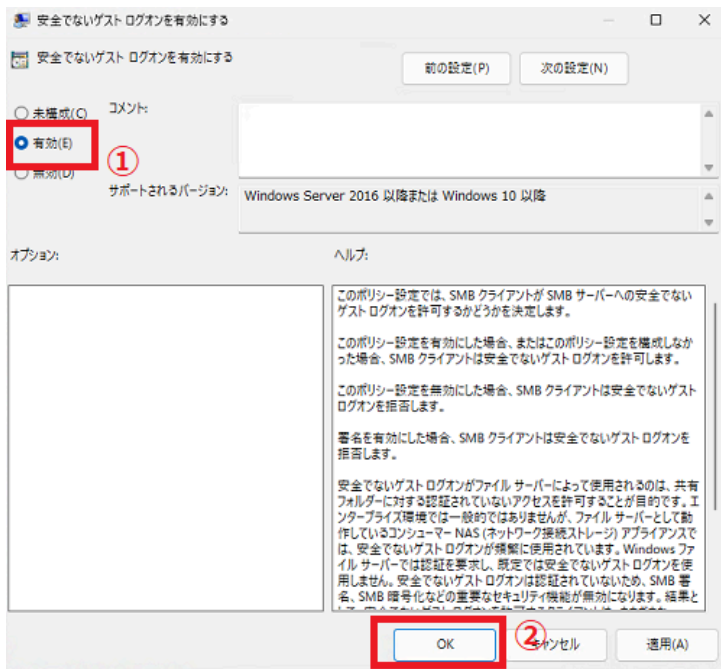 安全でないゲスト ログオンを有効にする
安全でないゲスト ログオンを有効にする
前の設定(P)
次の設定(N)
未構成(C)
コメント:
有効(E)
①
無効(D)
サポートされるバージョン:
Windows Server 2016 以降または Windows 10 以降
オプション:
ヘルプ:
このポリシー設定では、SMB クライアントが SMB サーバーへの安全でない
ゲスト ログオンを許可するかどうかを決定します。
このポリシー設定を有効にした場合、またはこのポリシー設定を構成しなか
った場合、SMB クライアントは安全でないゲスト ログオンを許可します。
このポリシー設定を無効にした場合、SMB クライアントは安全でないゲスト
ログオンを拒否します。
署名を有効にした場合、SMB クライアントは安全でないゲスト ログオンを
拒否します。
安全でないゲスト ログオンがファイル サーバーによって使用されるのは、共有
フォルダーに対する認証されていないアクセスを許可することが目的です。エ
ンタープライズ環境では一般的ではありませんが、ファイル サーバーとして動
作しているコンシューマー NAS (ネットワーク接続ストレージ) アプライアンスで
は、安全でないゲスト ログオンが頻繁に使用されています。Windows ファ
イル サーバーでは認証を要求し、既定では安全でないゲスト ログオンを使
用しません。安全でないゲスト ログオンは認証されていないため、SMB 署
名、SMB 暗号化などの重要なセキュリティ機能が無効になります。結果と
OK
②
キャンセル
適用(A)